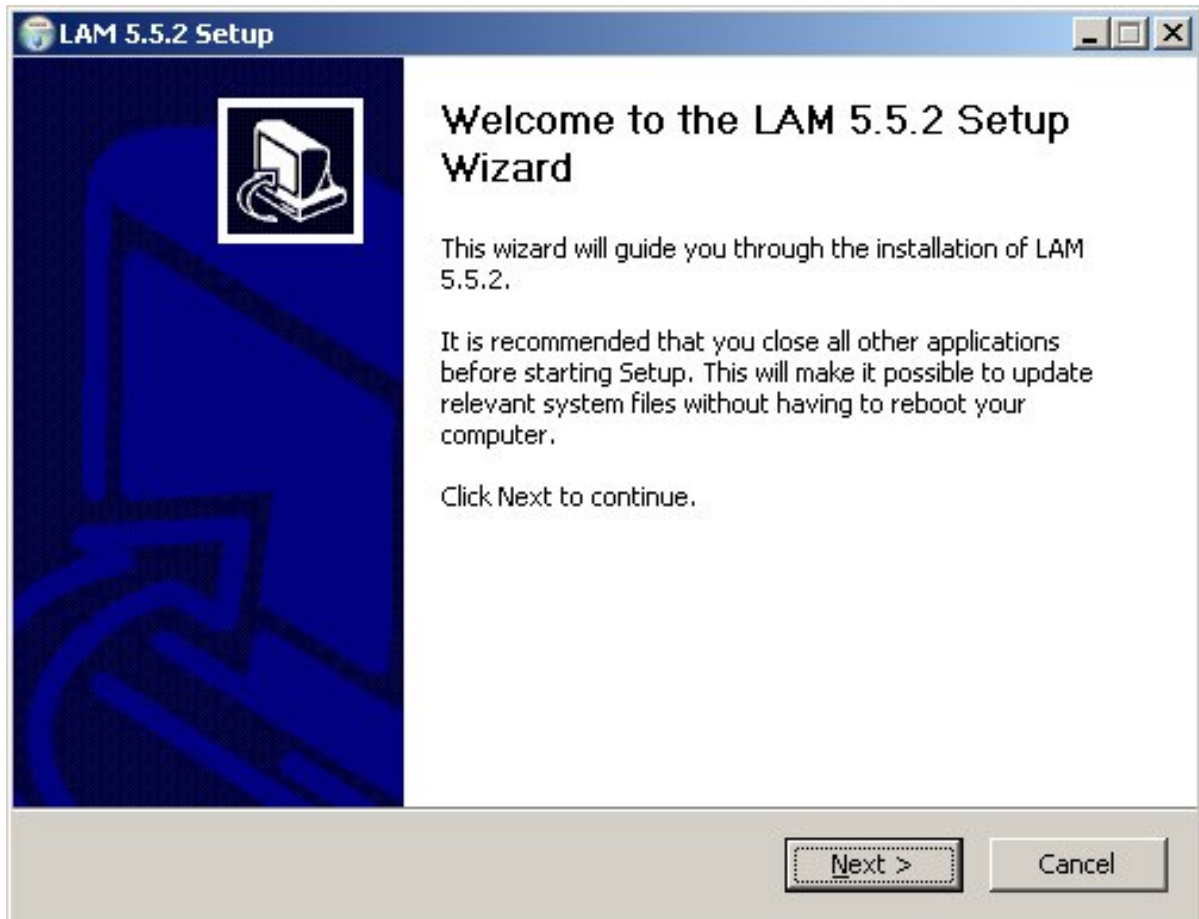 LAM 5.5.2 Setup
Welcome to the LAM 5.5.2 Setup
Wizard
This wizard will guide you through the installation of LAM
5.5.2.
It is recommended that you close all other applications
before starting Setup. This will make it possible to update
relevant system files without having to reboot your
computer.
Click Next to continue.
Next >
Cancel